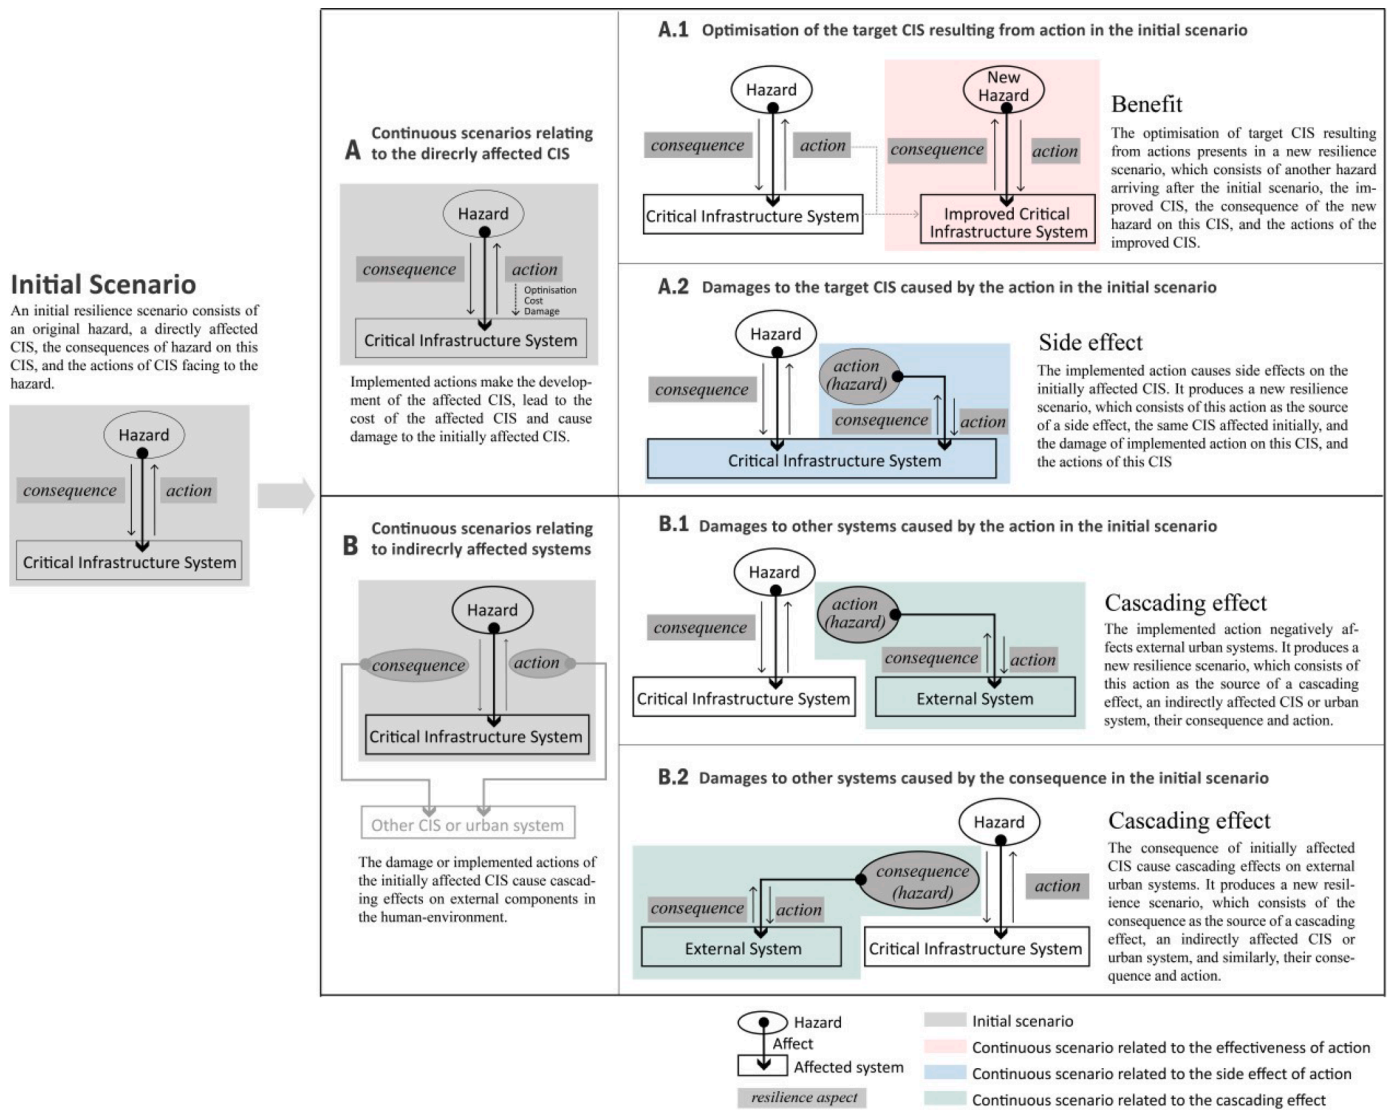 Initial Scenario
An initial resilience scenario consists of
an original hazard, a directly affected
CIS, the consequences of hazard on this
CIS, and the actions of CIS facing to the
hazard.
Hazard
consequence
action
Critical Infrastructure System
A
Continuous scenarios relating
to the direcrly affected CIS
Hazard
consequence
action
Optinisation
Cost
Damage
Critical Infrastructure System
Implemented actions make the develop-
ment of the affected CIS, lead to the
cost of the affected CIS and cause
damage to the initially affected CIS.
A.1 Optimisation of the target CIS resulting from action in the initial scenario
Hazard
consequence
action
Critical Infrastructure System
New
Hazard
consequence
action
Improved Critical
Infrastructure System
Benefit
The optimisation of target CIS resulting
from actions presents in a new resilience
scenario, which consists of another hazard
arriving after the initial scenario, the im-
proved CIS, the consequence of the new
hazard on this CIS, and the actions of the
improved CIS.
A.2 Damages to the target CIS caused by the action in the initial scenario
Hazard
consequence
action
(hazard)
consequence
action
Critical Infrastructure System
Side effect
The implemented action causes side effects on the
initially affected CIS. It produces a new resilience
scenario, which consists of this action as the source
of a side effect, the same CIS affected initially, and
the damage of implemented action on this CIS, and
the actions of this CIS
B
Continuous scenarios relating
to indirecrly affected systems
Hazard
consequence
action
Critical Infrastructure System
Other CIS or urban system
The damage or implemented actions of
the initially affected CIS cause cascad-
ing effects on external components in
the human-environment.
B.1 Damages to other systems caused by the action in the initial scenario
Hazard
consequence
action
(hazard)
consequence
action
Critical Infrastructure System
External System
Cascading effect
The implemented action negatively af-
fects external urban systems. It produces a
new resilience scenario, which consists of
this action as the source of a cascading
effect, an indirectly affected CIS or urban
system, their consequence and action.
B.2 Damages to other systems caused by the consequence in the initial scenario
Hazard
consequence
(hazard)
action
consequence
action
External System
Critical Infrastructure System
Cascading effect
The consequence of initially affected
CIS cause cascading effects on external
urban systems. It produces a new resil-
ience scenario, which consists of the
consequence as the source of a cascading
effect, an indirectly affected CIS or
urban system, and similarly, their conse-
quence and action.
Hazard
Affect
Affected system
resilience aspect
Initial scenario
Continuous scenario related to the effectiveness of action
Continuous scenario related to the side effect of action
Continuous scenario related to the cascading effect